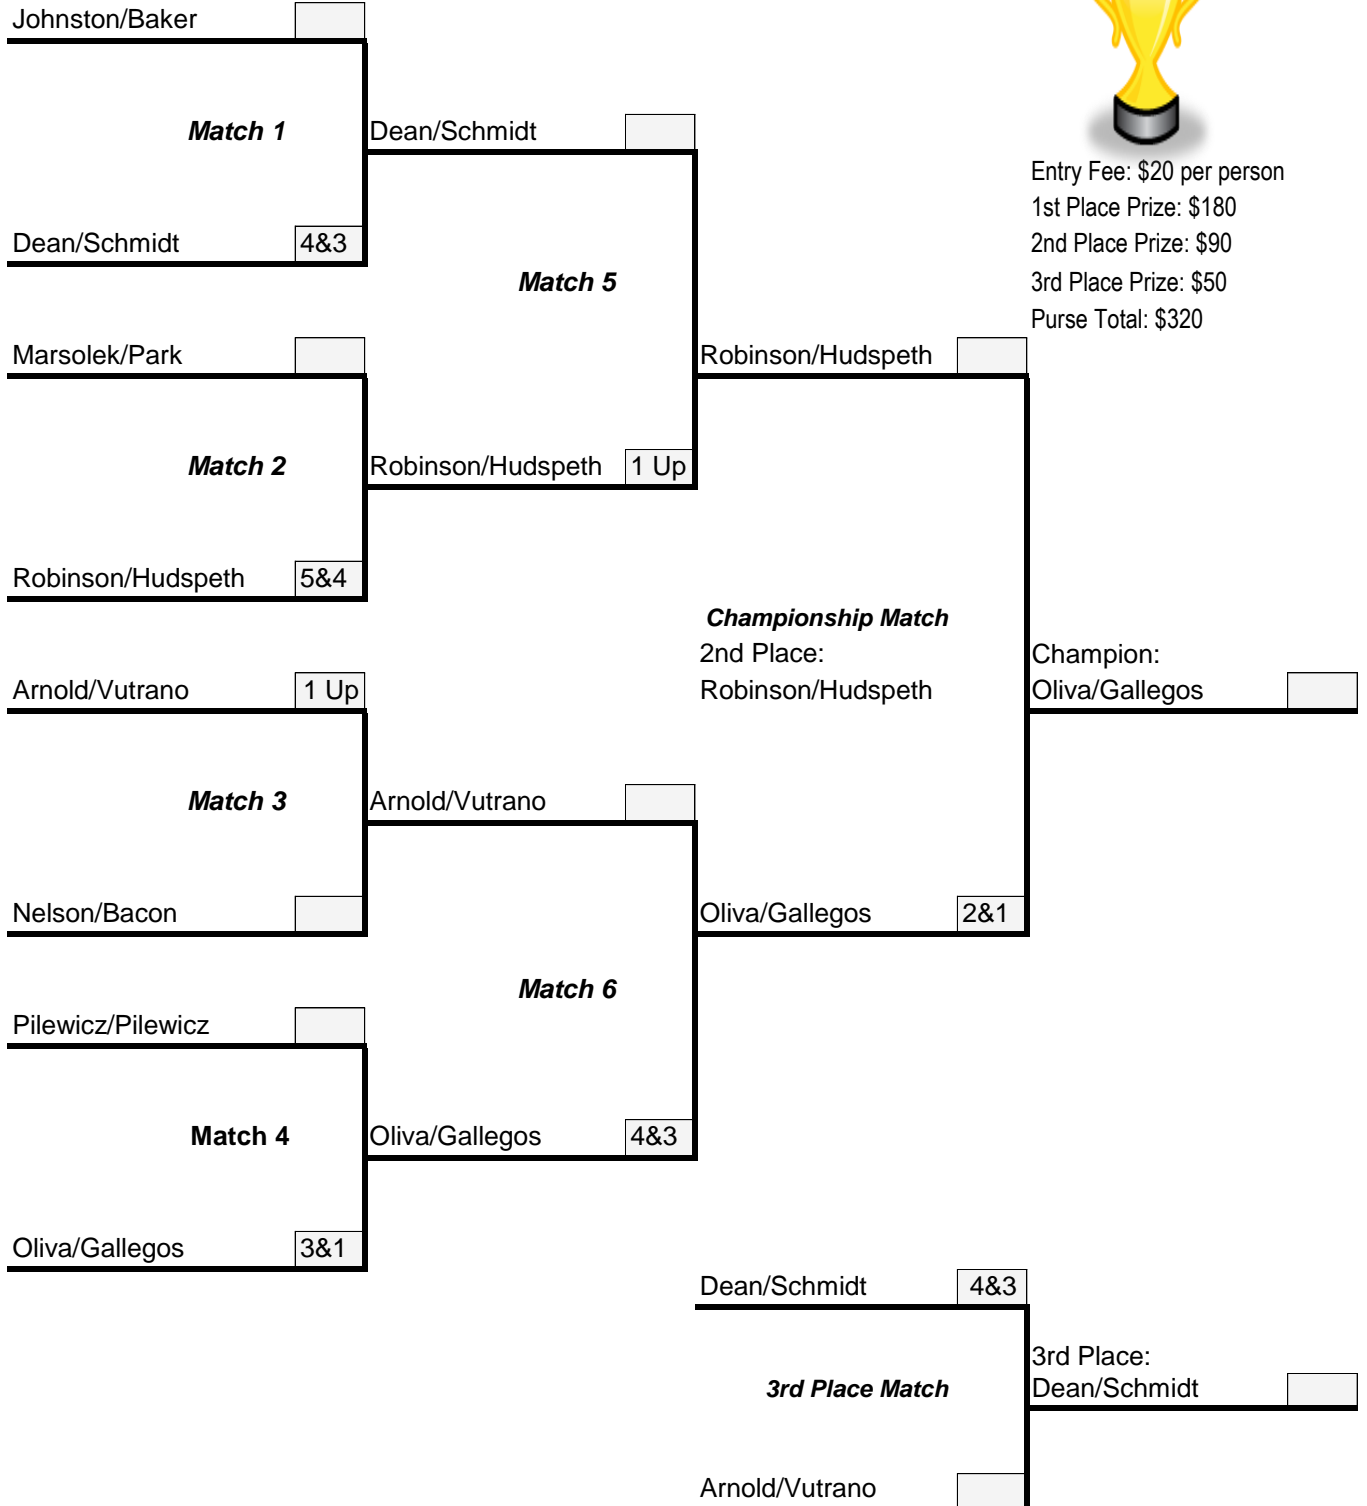 Johnston/Baker
Match 1
Dean/Schmidt
Entry Fee: $20 per person
1st Place Prize: $180
Dean/Schmidt 4&3
2nd Place Prize: $90
Match 5
3rd Place Prize: $50
Purse Total: $320
Marsolek/Park
Robinson/Hudspeth
Match 2
Robinson/Hudspeth 1 Up
Robinson/Hudspeth 5&4
Championship Match
2nd Place:
Champion:
Arnold/Vutrano 1 Up
Robinson/Hudspeth
Oliva/Gallegos
Match 3
Arnold/Vutrano
Nelson/Bacon
Oliva/Gallegos 2&1
Match 6
Pilewicz/Pilewicz
Match 4
Oliva/Gallegos 4&3
Oliva/Gallegos 3&1
Dean/Schmidt 4&3
3rd Place:
3rd Place Match
Dean/Schmidt
Arnold/Vutrano